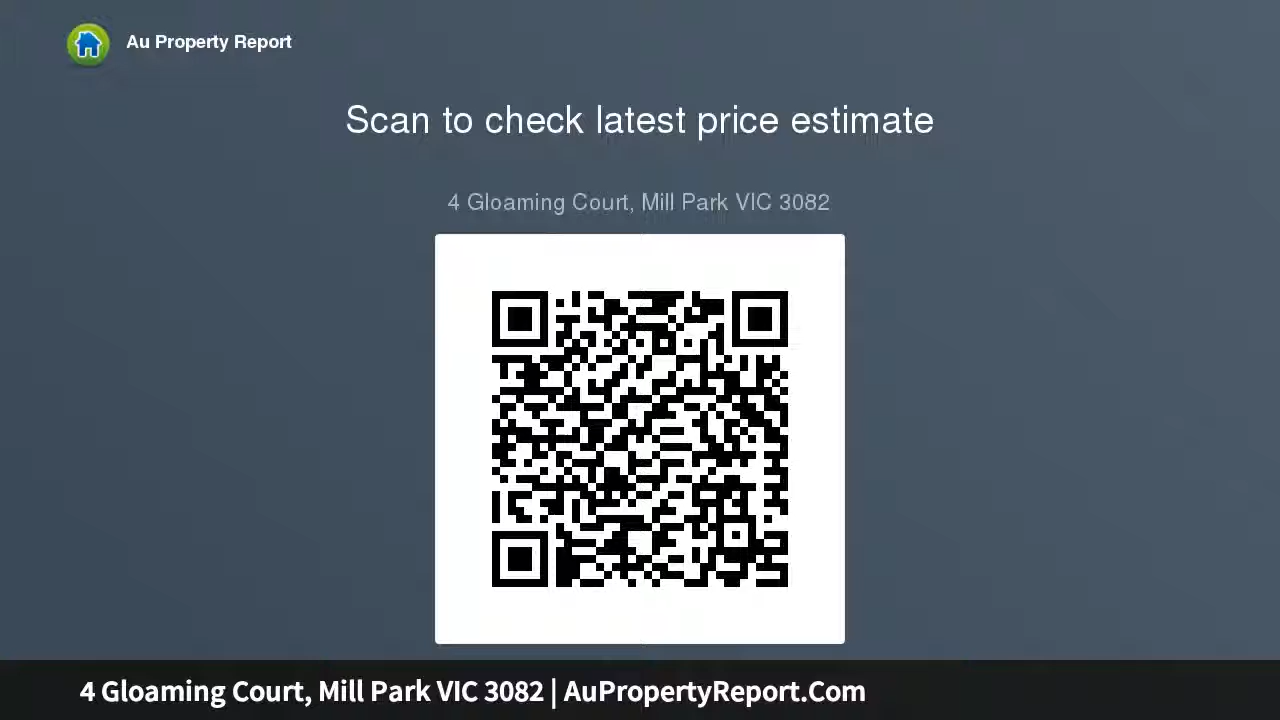 Au Property Report
Scan to check latest price estimate
4 Gloaming Court, Mill Park VIC 3082
4 Gloaming Court, Mill Park VIC 3082 | AuPropertyReport.Com